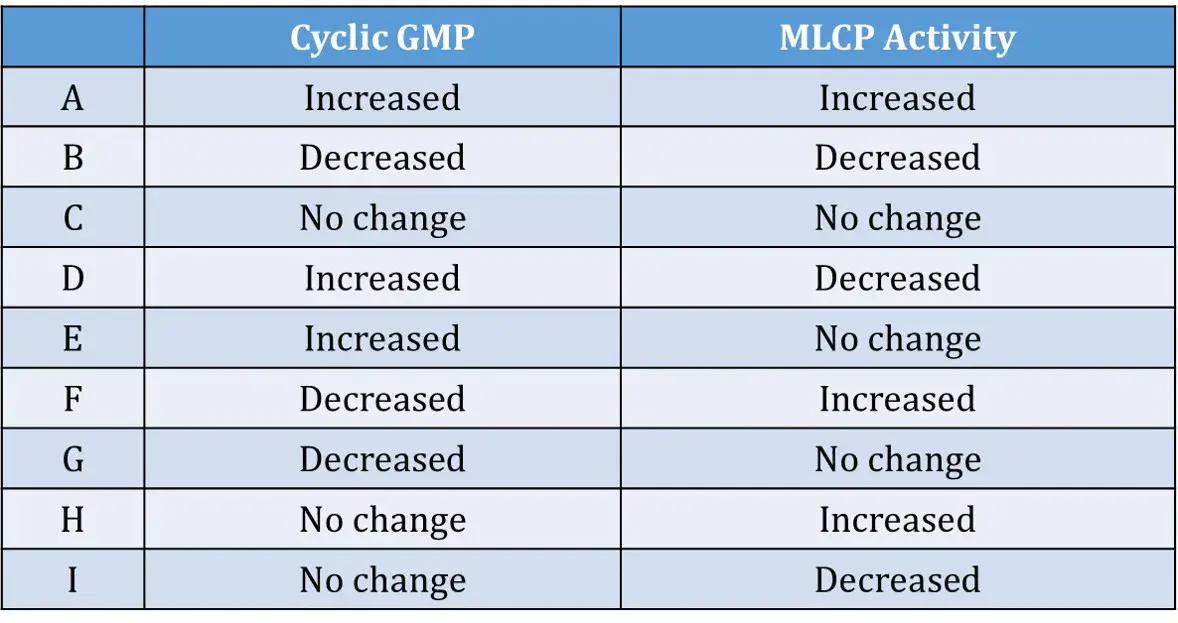 Cyclic GMP MLCP Activity
A Increased Increased
B Decreased Decreased
C No change No change
D Increased Decreased
E Increased No change
F Decreased Increased
G Decreased No change
H No change Increased
I No change Decreased